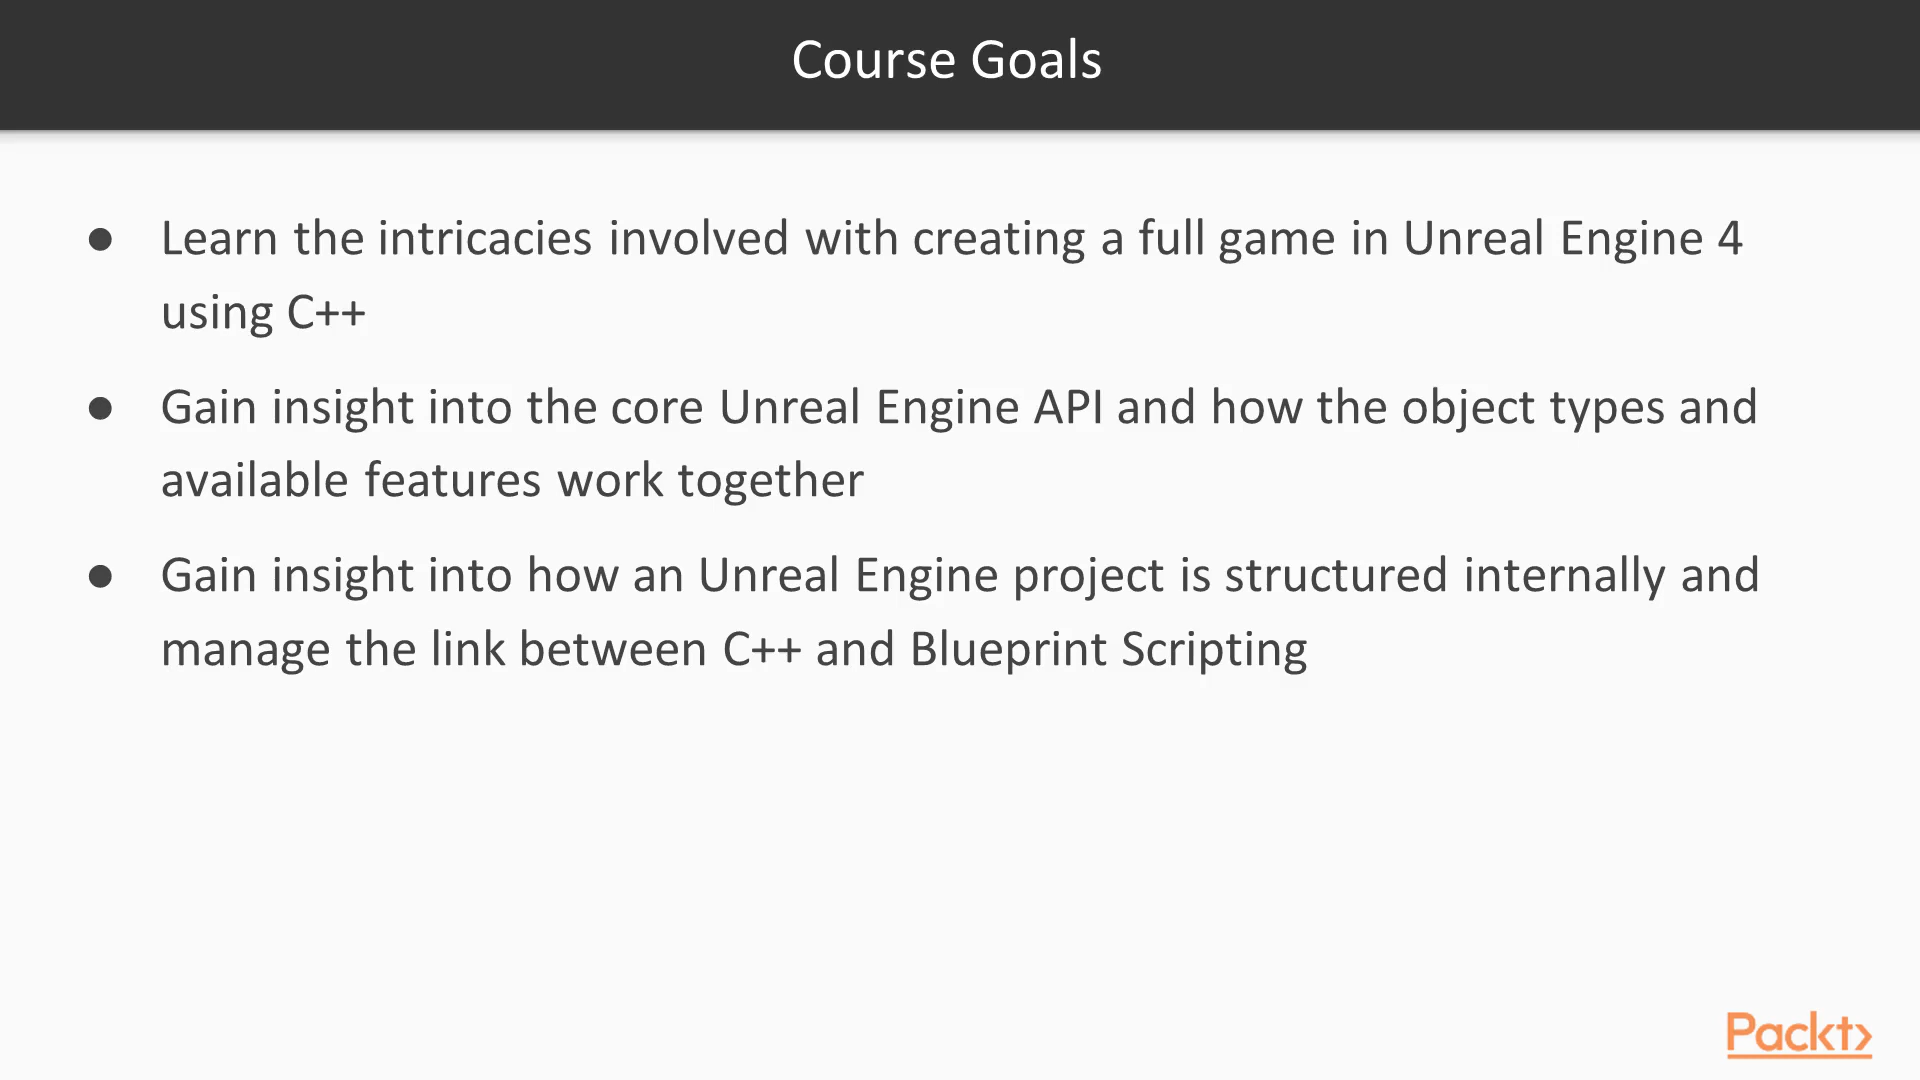 Course Goals
● Learn the intricacies involved with creating a full game in Unreal Engine 4
using C++
● Gain insight into the core Unreal Engine API and how the object types and
available features work together
● Gain insight into how an Unreal Engine project is structured internally and
manage the link between C++ and Blueprint Scripting
Packt>